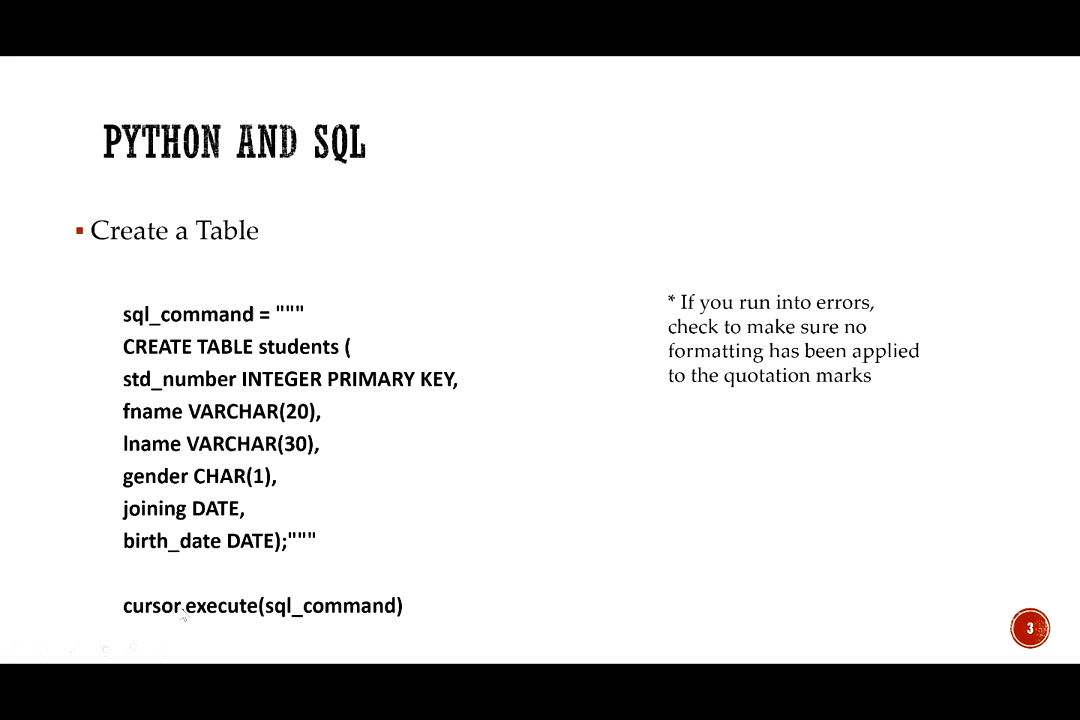 PYTHON AND SQL
▪ Create a Table
sql_command = """
CREATE TABLE students (
std_number INTEGER PRIMARY KEY,
fname VARCHAR(20),
lname VARCHAR(30),
gender CHAR(1),
joining DATE,
birth_date DATE);"""
cursor.execute(sql_command)
* If you run into errors,
check to make sure no
formatting has been applied
to the quotation marks
3